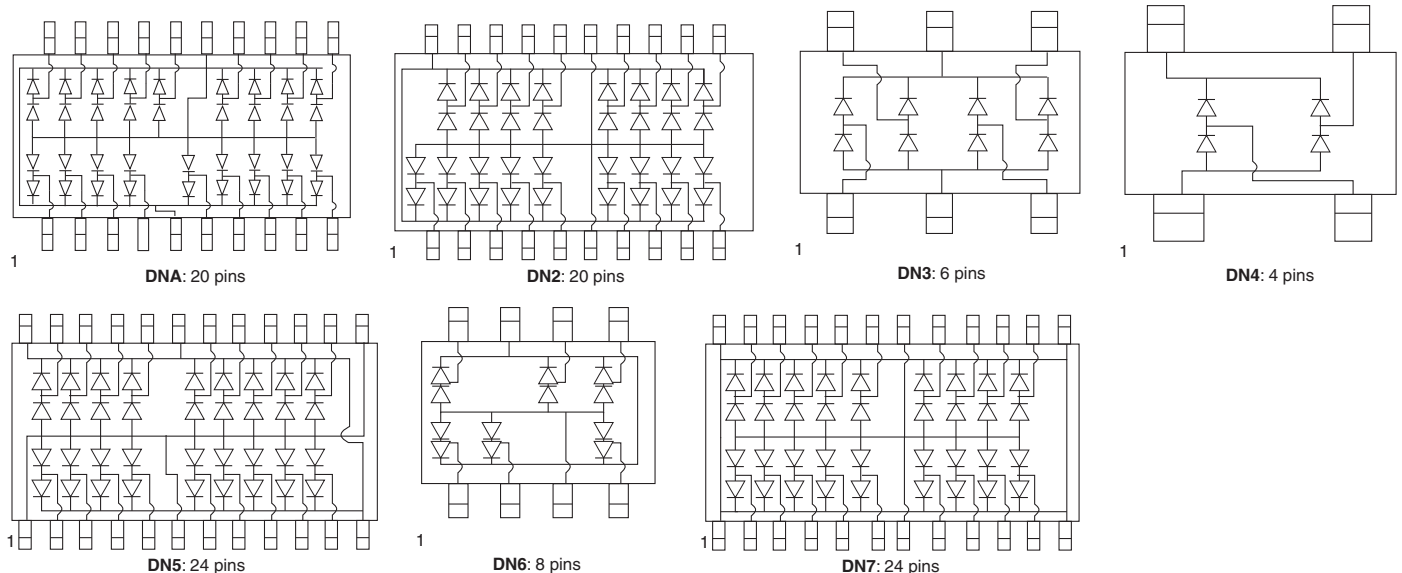 1
DNA: 20 pins
1
DN2: 20 pins
1
DN3: 6 pins
1
DN4: 4 pins
1
DN5: 24 pins
1
DN6: 8 pins
1
DN7: 24 pins